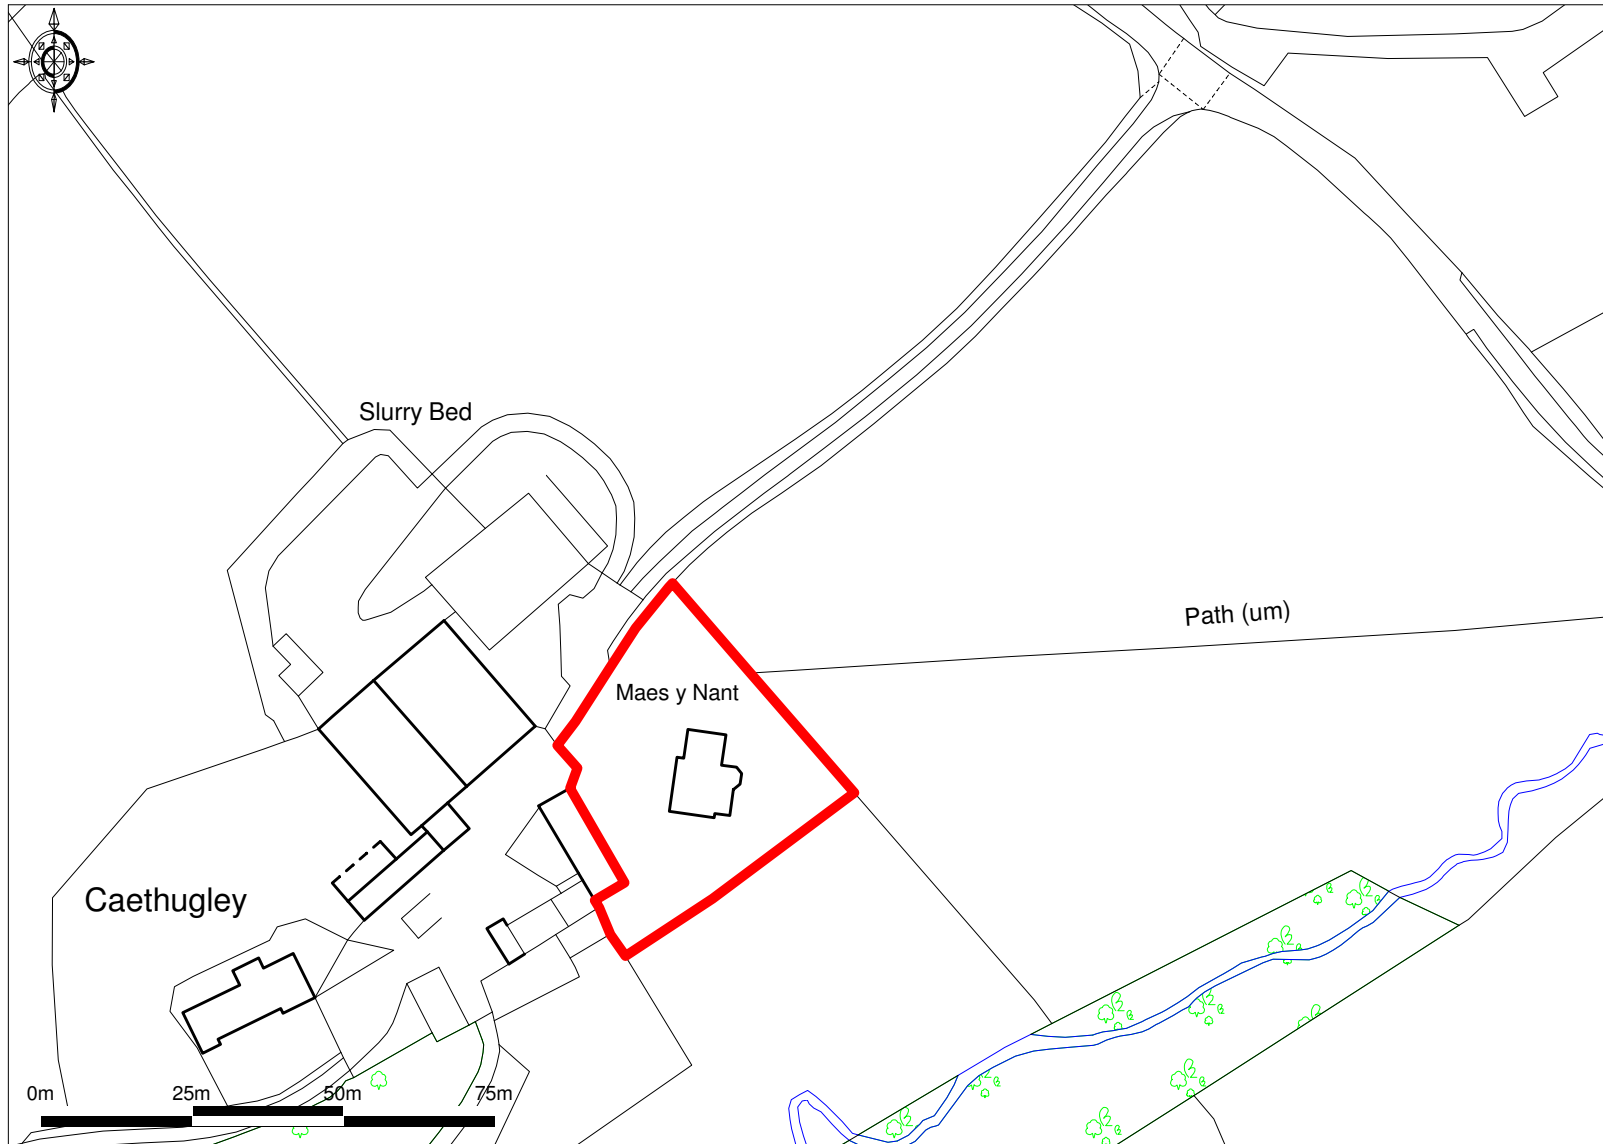 Slurry Bed
Path (um)
Maes y Nant
Caethugley
0m 25m 50m 75m